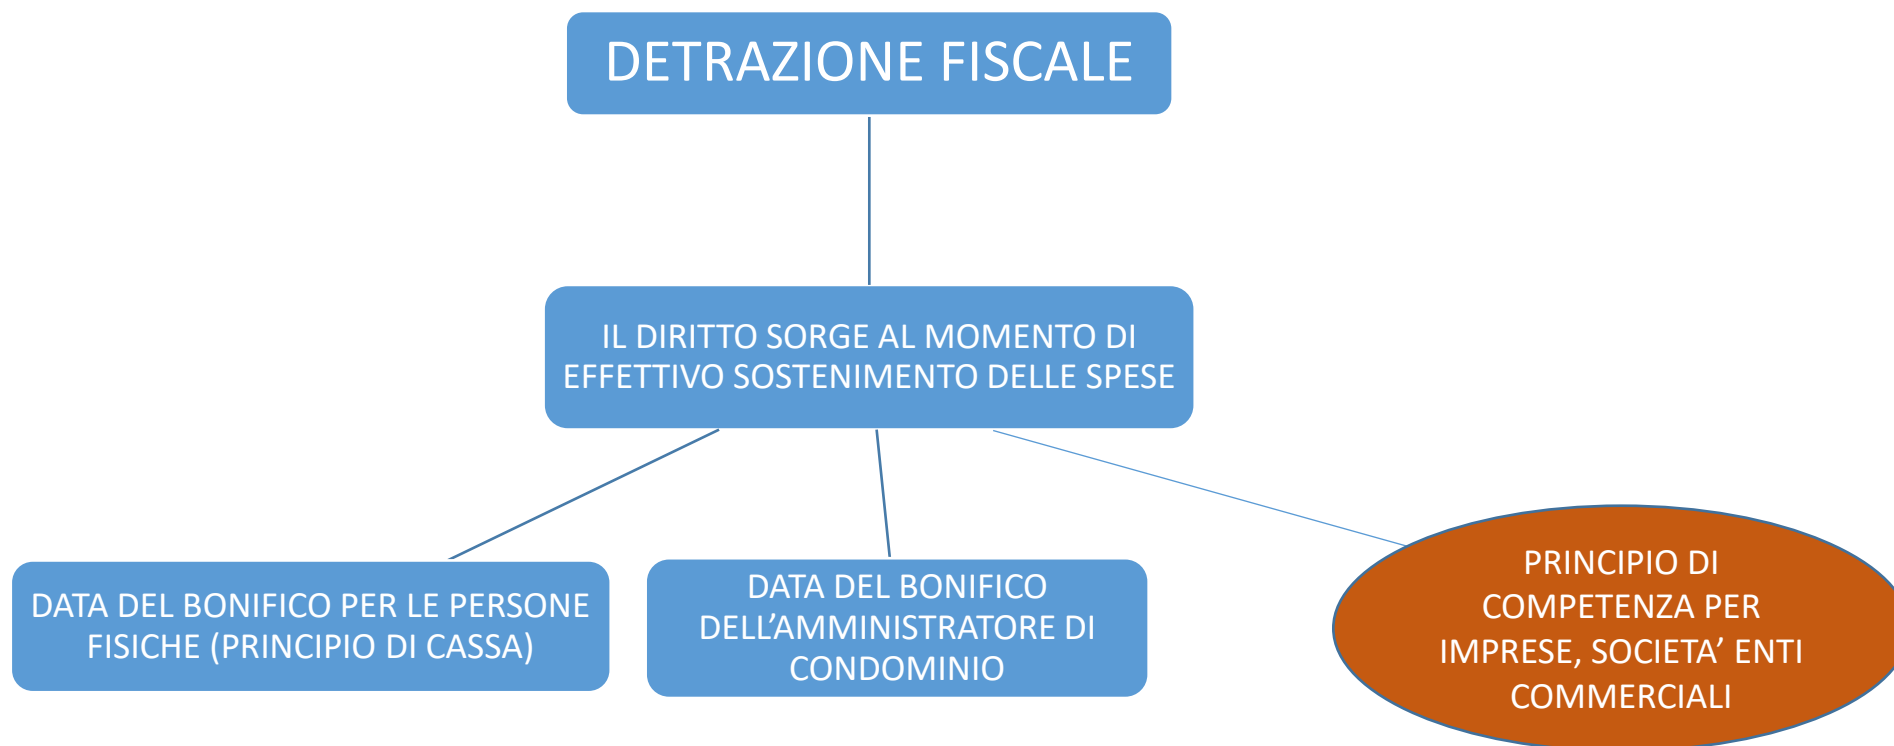 DETRAZIONE FISCALE
IL DIRITTO SORGE AL MOMENTO DI
EFFETTIVO SOSTENIMENTO DELLE SPESE
DATA DEL BONIFICO PER LE PERSONE
FISICHE (PRINCIPIO DI CASSA)
DATA DEL BONIFICO
DELL’AMMINISTRATORE DI
CONDOMINIO
PRINCIPIO DI
COMPETENZA PER
IMPRESE, SOCIETA’ ENTI
COMMERCIALI